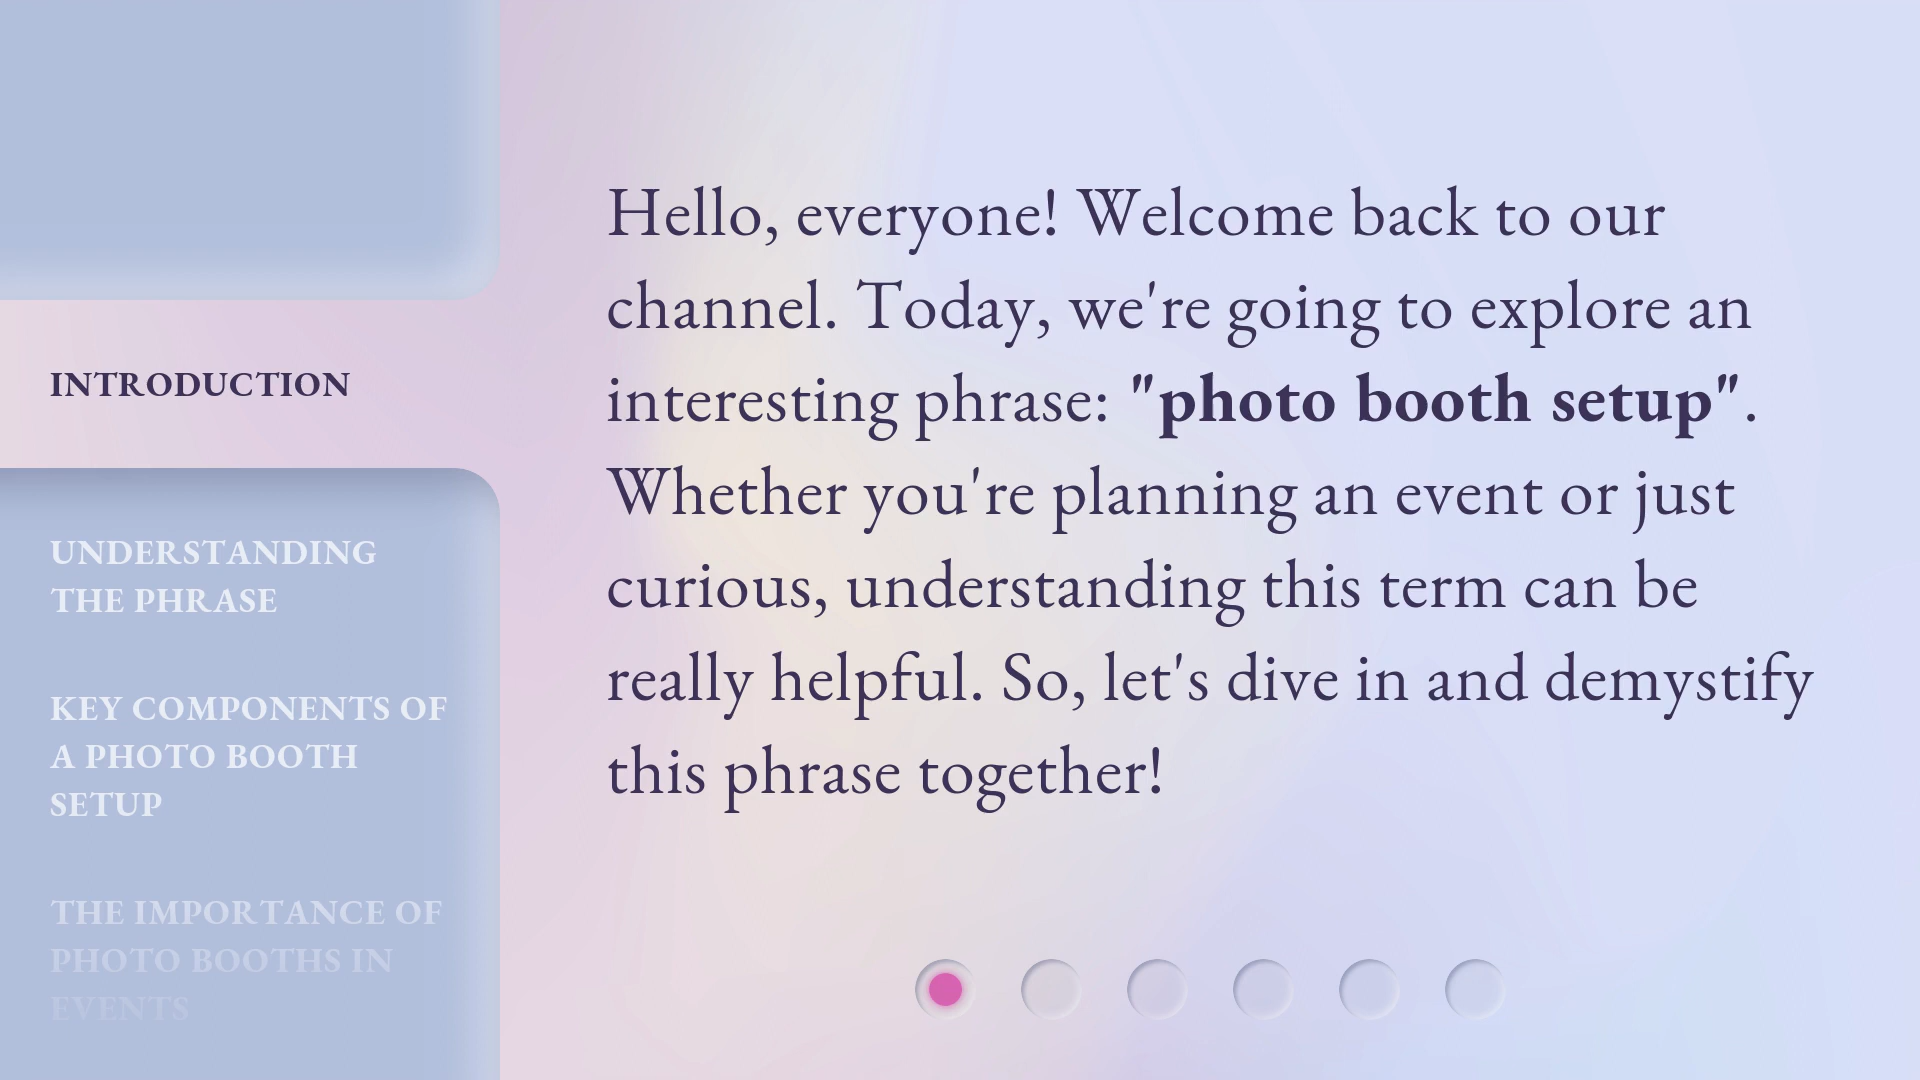 INTRODUCTION
UNDERSTANDING
THE PHRASE
KEY COMPONENTS OF
A PHOTO BOOTH
SETUP
THE IMPORTANCE OF
PHOTO BOOTHS IN
EVENTS
Hello, everyone! Welcome back to our
channel. Today, we're going to explore an
interesting phrase: "photo booth setup".
Whether you're planning an event or just
curious, understanding this term can be
really helpful. So, let's dive in and demystify
this phrase together!